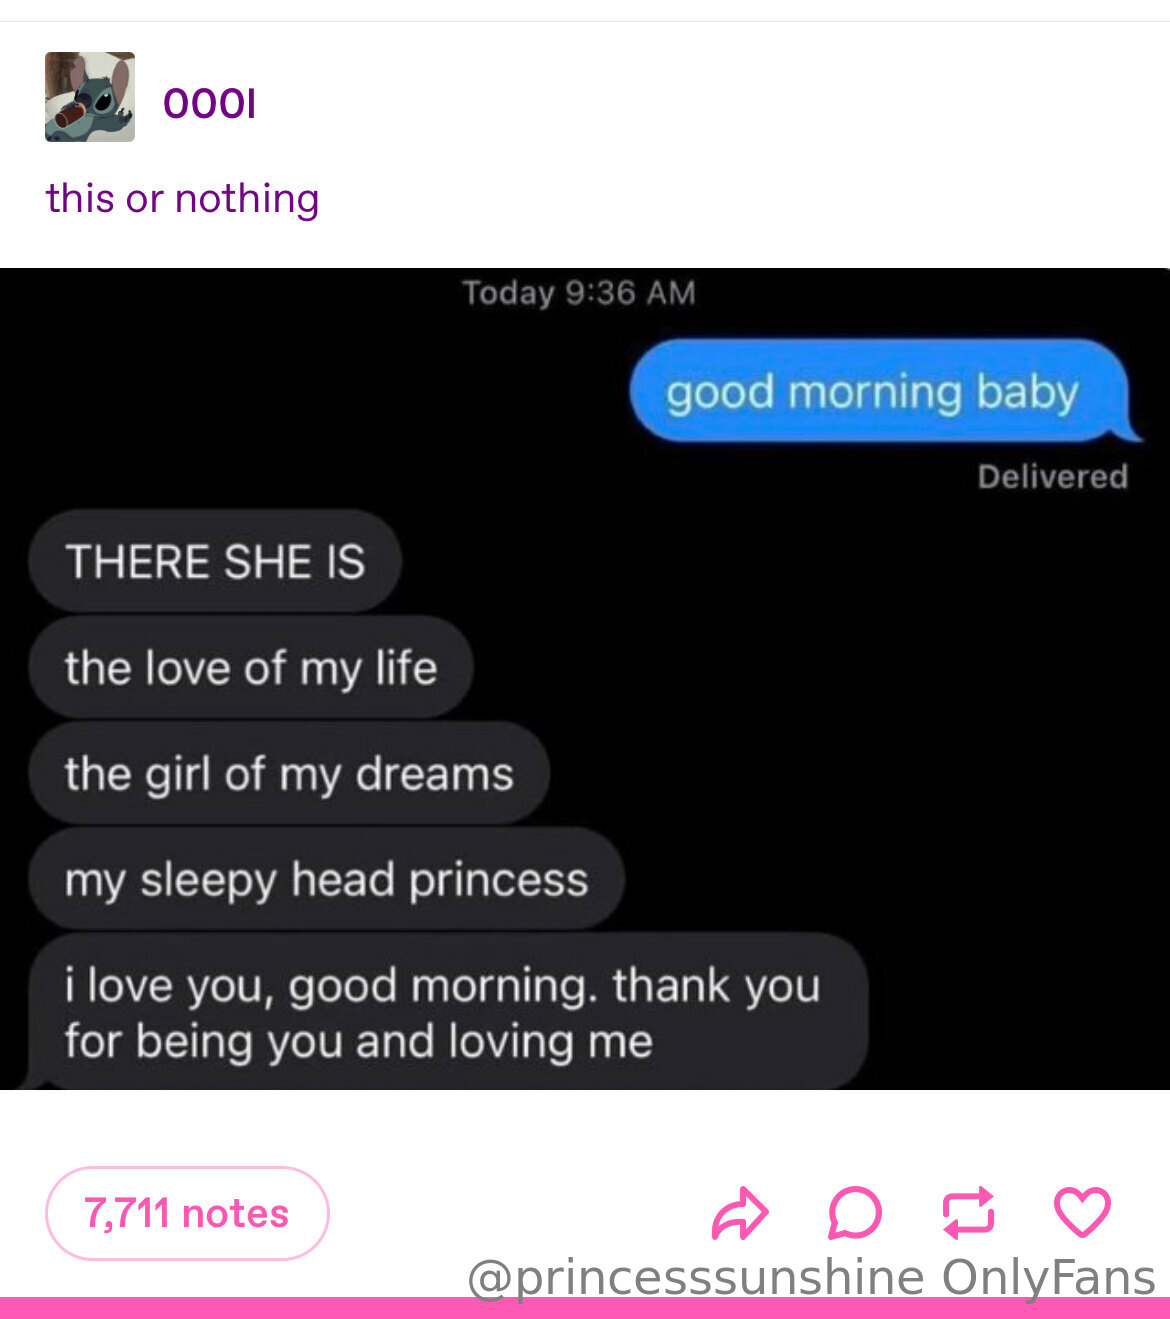 000l
this or nothing
Today 9:36 AM
good morning baby
Delivered
THERE SHE IS
the love of my life
the girl of my dreams
my sleepy head princess
i love you, good morning. thank you
for being you and loving me
7,711 notes
@princesssunshine OnlyFans